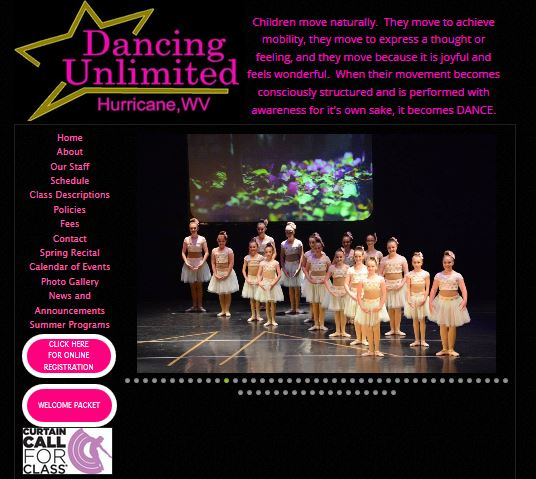 Dancing
Unlimited
Hurricane,WV
Children move naturally. They move to achieve
mobility, they move to express a thought or
feeling, and they move because it is joyful and
feels wonderful. When their movement becomes
consciously structured and is performed with
awareness for it's own sake, it becomes DANCE.
Home
About
Our Staff
Schedule
Class Descriptions
Policies
Fees
Contact
Spring Recital
Calendar of Events
Photo Gallery
News and
Announcements
Summer Programs
CLICK HERE
FOR ONLINE
REGISTRATION
WELCOME PACKET
CURTAIN
CALL
FOR
CLASS